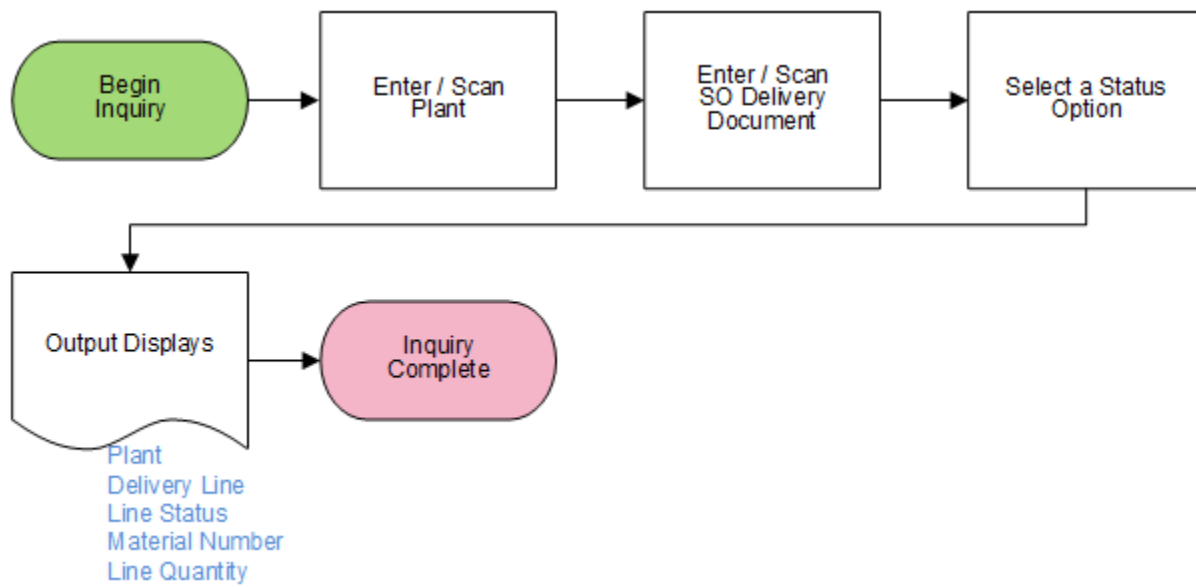 Begin
Inquiry
Enter / Scan
Plant
Enter / Scan
SO Delivery
Document
Select a Status
Option
Output Displays
Inquiry
Complete
Plant
Delivery Line
Line Status
Material Number
Line Quantity